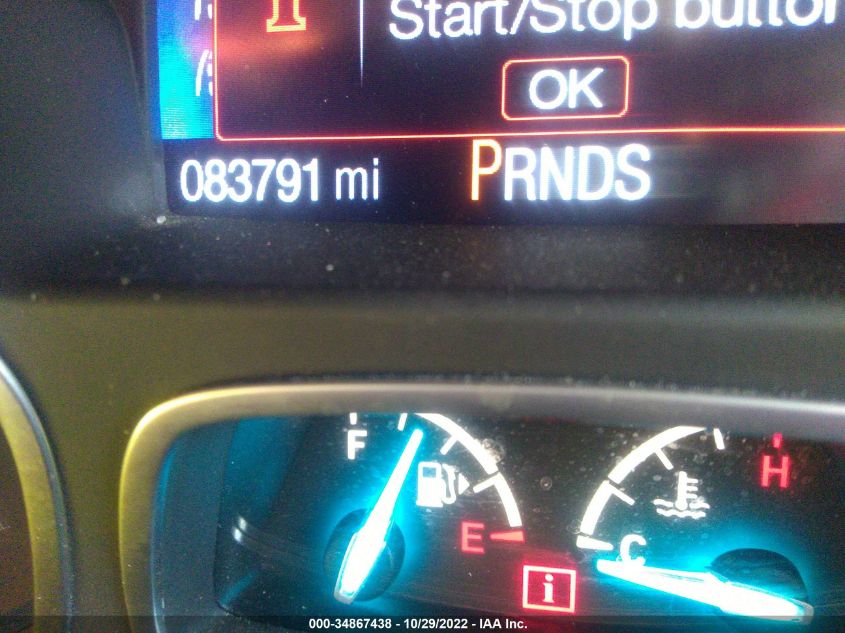 Start/Stop button
OK
083791 mi
PRNDS
F
E
i
C
H
000-34867438 - 10/29/2022 - IAA Inc.